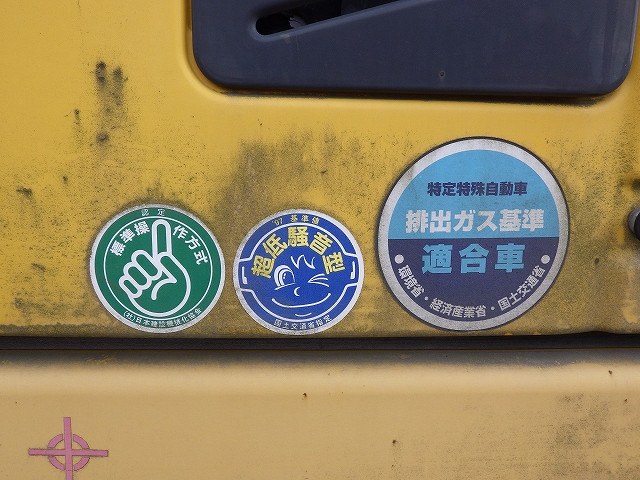 認定
標準操作方式
(社)日本建設機械化協会
'97 基準値
超低騒音型
国土交通省指定
特定特殊自動車
排出ガス基準
適合車
・環境省・経済産業省・国土交通省・